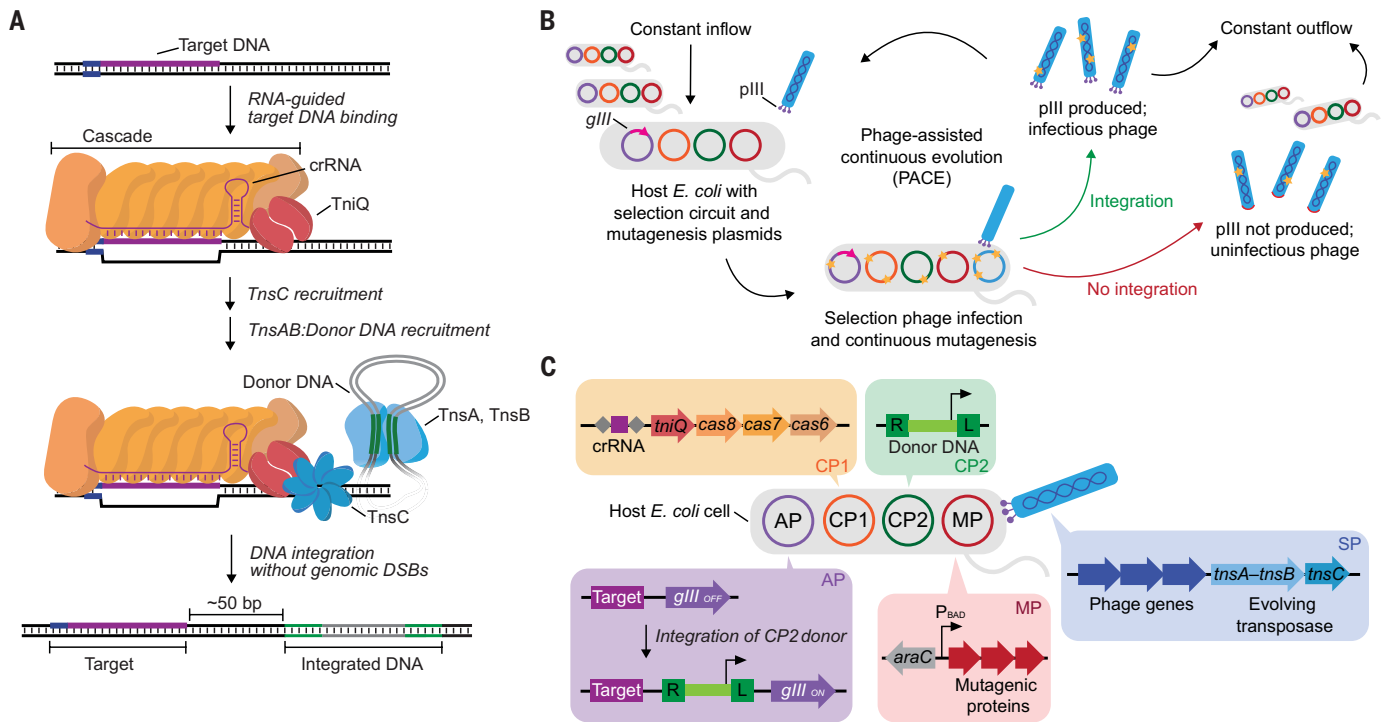 A
Target DNA
RNA-guided
target DNA binding
Cascade
crRNA
TniQ
TnsC recruitment
TnsAB:Donor DNA recruitment
Donor DNA
TnsA, TnsB
TnsC
DNA integration
without genomic DSBs
~50 bp
Target
Integrated DNA
B
Constant inflow
pIII
gIII
Host E. coli with
selection circuit and
mutagenesis plasmids
Phage-assisted
continuous evolution
(PACE)
pIII produced;
infectious phage
Constant outflow
Integration
No integration
pIII not produced;
uninfectious phage
Selection phage infection
and continuous mutagenesis
C
crRNA
tniQ
cas8
cas7
cas6
CP1
R
L
Donor DNA
CP2
Host E. coli cell
AP
CP1
CP2
MP
AP
Target
gIII OFF
Integration of CP2 donor
Target
R
L
gIII ON
MP
PBAD
araC
Mutagenic
proteins
SP
tnsA–tnsB
tnsC
Phage genes
Evolving
transposase